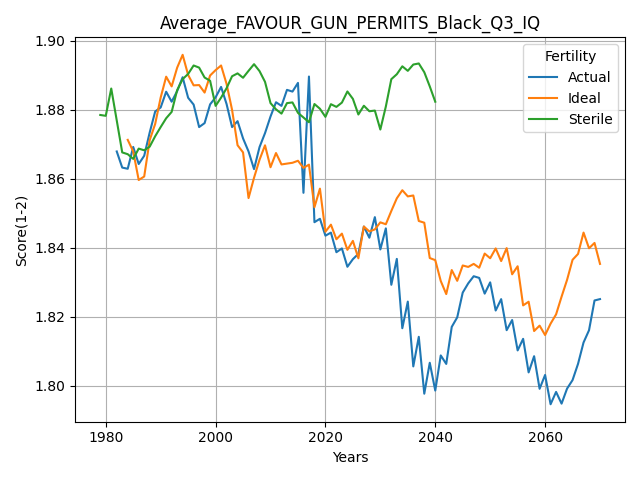 Average_FAVOUR_GUN_PERMITS_Black_Q3_IQ
Score(1-2)
1.90
1.88
1.86
1.84
1.82
1.80
Fertility
Actual
Ideal
Sterile
1980
2000
2020
2040
2060
Years